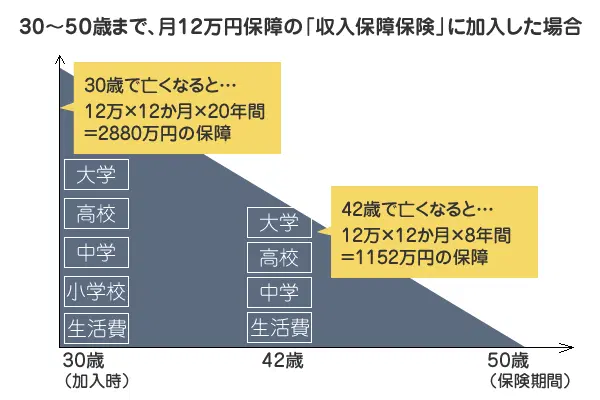 30～50歳まで、月12万円保障の「収入保障保険」に加入した場合
30歳で亡くなると…
12万×12か月×20年間
＝2880万円の保障
大学
高校
中学
小学校
生活費
42歳で亡くなると…
12万×12か月×8年間
＝1152万円の保障
大学
高校
中学
生活費
30歳
（加入時）
42歳
50歳
（保険期間）